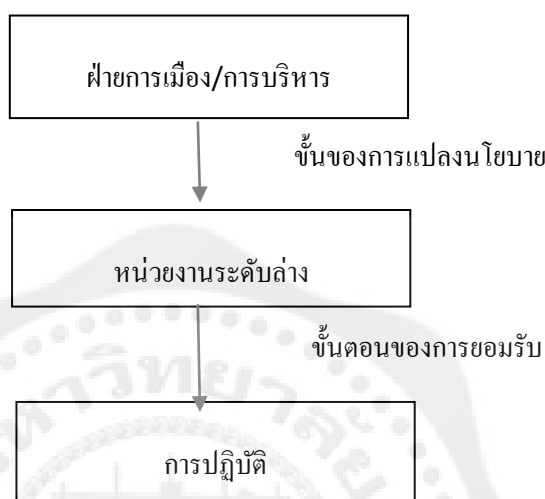 ฝ่ายการเมือง/การบริหาร
ขั้นของการแปลงนโยบาย
หน่วยงานระดับล่าง
ขั้นตอนของการยอมรับ
การปฏิบัติ